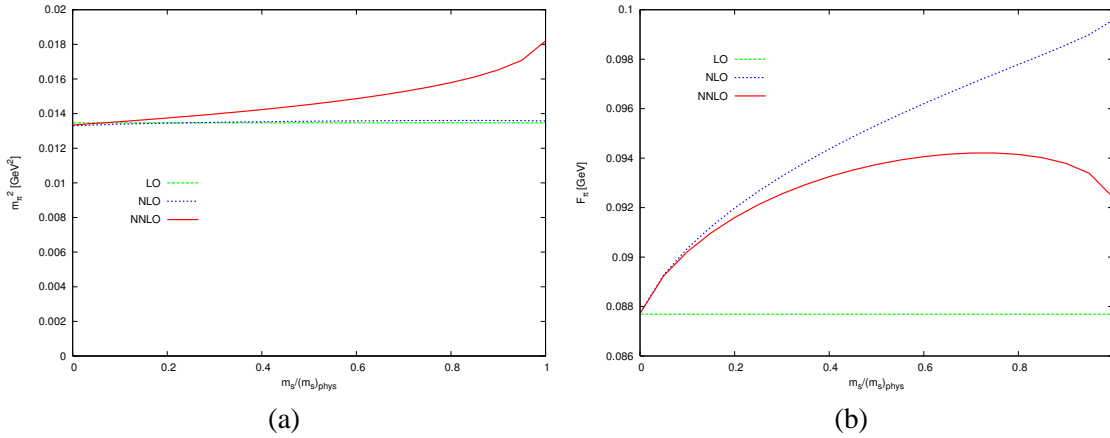 0.02
0.018
0.016
0.014
0.012
0.01
0.008
0.006
0.004
0.002
0
0
0.2
0.4
0.6
0.8
1
m_π^2 [GeV^2]
m_s/(m_s)_phys
LO
NLO
NNLO
(a)
0.1
0.098
0.096
0.094
0.092
0.09
0.088
0.086
0
0.2
0.4
0.6
0.8
F_π [GeV]
m_s/(m_s)_phys
LO
NLO
NNLO
(b)